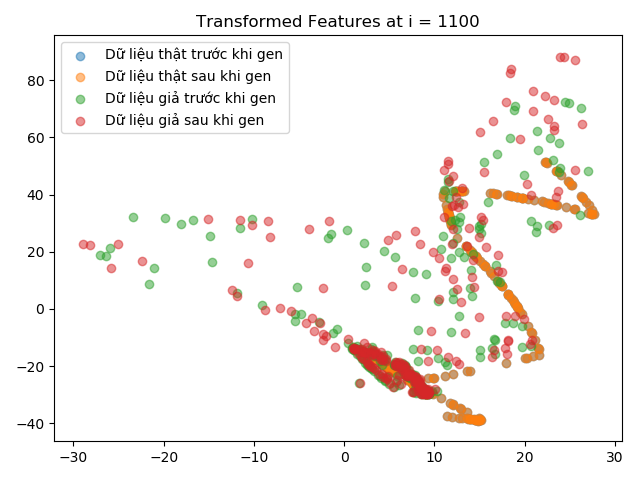 Transformed Features at i = 1100
Dữ liệu thật trước khi gen
Dữ liệu thật sau khi gen
Dữ liệu giả trước khi gen
Dữ liệu giả sau khi gen
80
60
40
20
0
−20
−40
−30
−20
−10
0
10
20
30